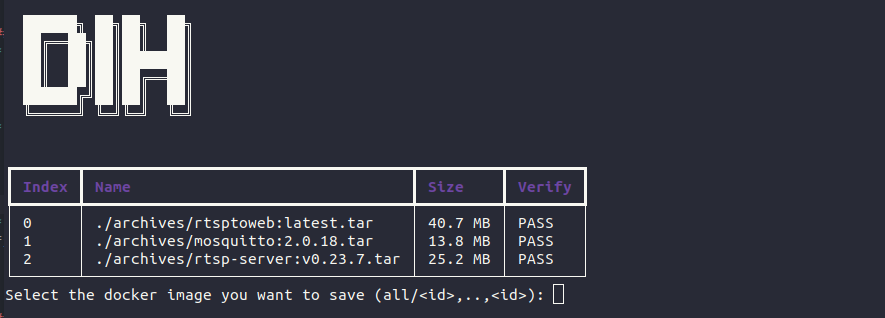 DIH
Index Name Size Verify
0 ./archives/rtsptoweb:latest.tar 40.7 MB PASS
1 ./archives/mosquitto:2.0.18.tar 13.8 MB PASS
2 ./archives/rtsp-server:v0.23.7.tar 25.2 MB PASS
Select the docker image you want to save (all/<id>,..,<id>):